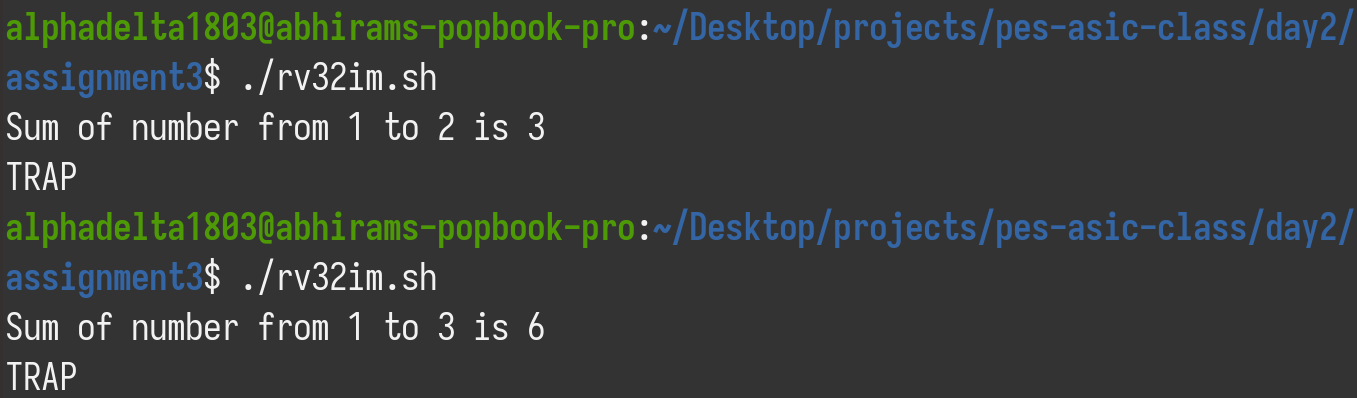 alphadelta1803@abhirams-popbook-pro:~/Desktop/projects/pes-asic-class/day2/
assignment3$ ./rv32im.sh
Sum of number from 1 to 2 is 3
TRAP
alphadelta1803@abhirams-popbook-pro:~/Desktop/projects/pes-asic-class/day2/
assignment3$ ./rv32im.sh
Sum of number from 1 to 3 is 6
TRAP